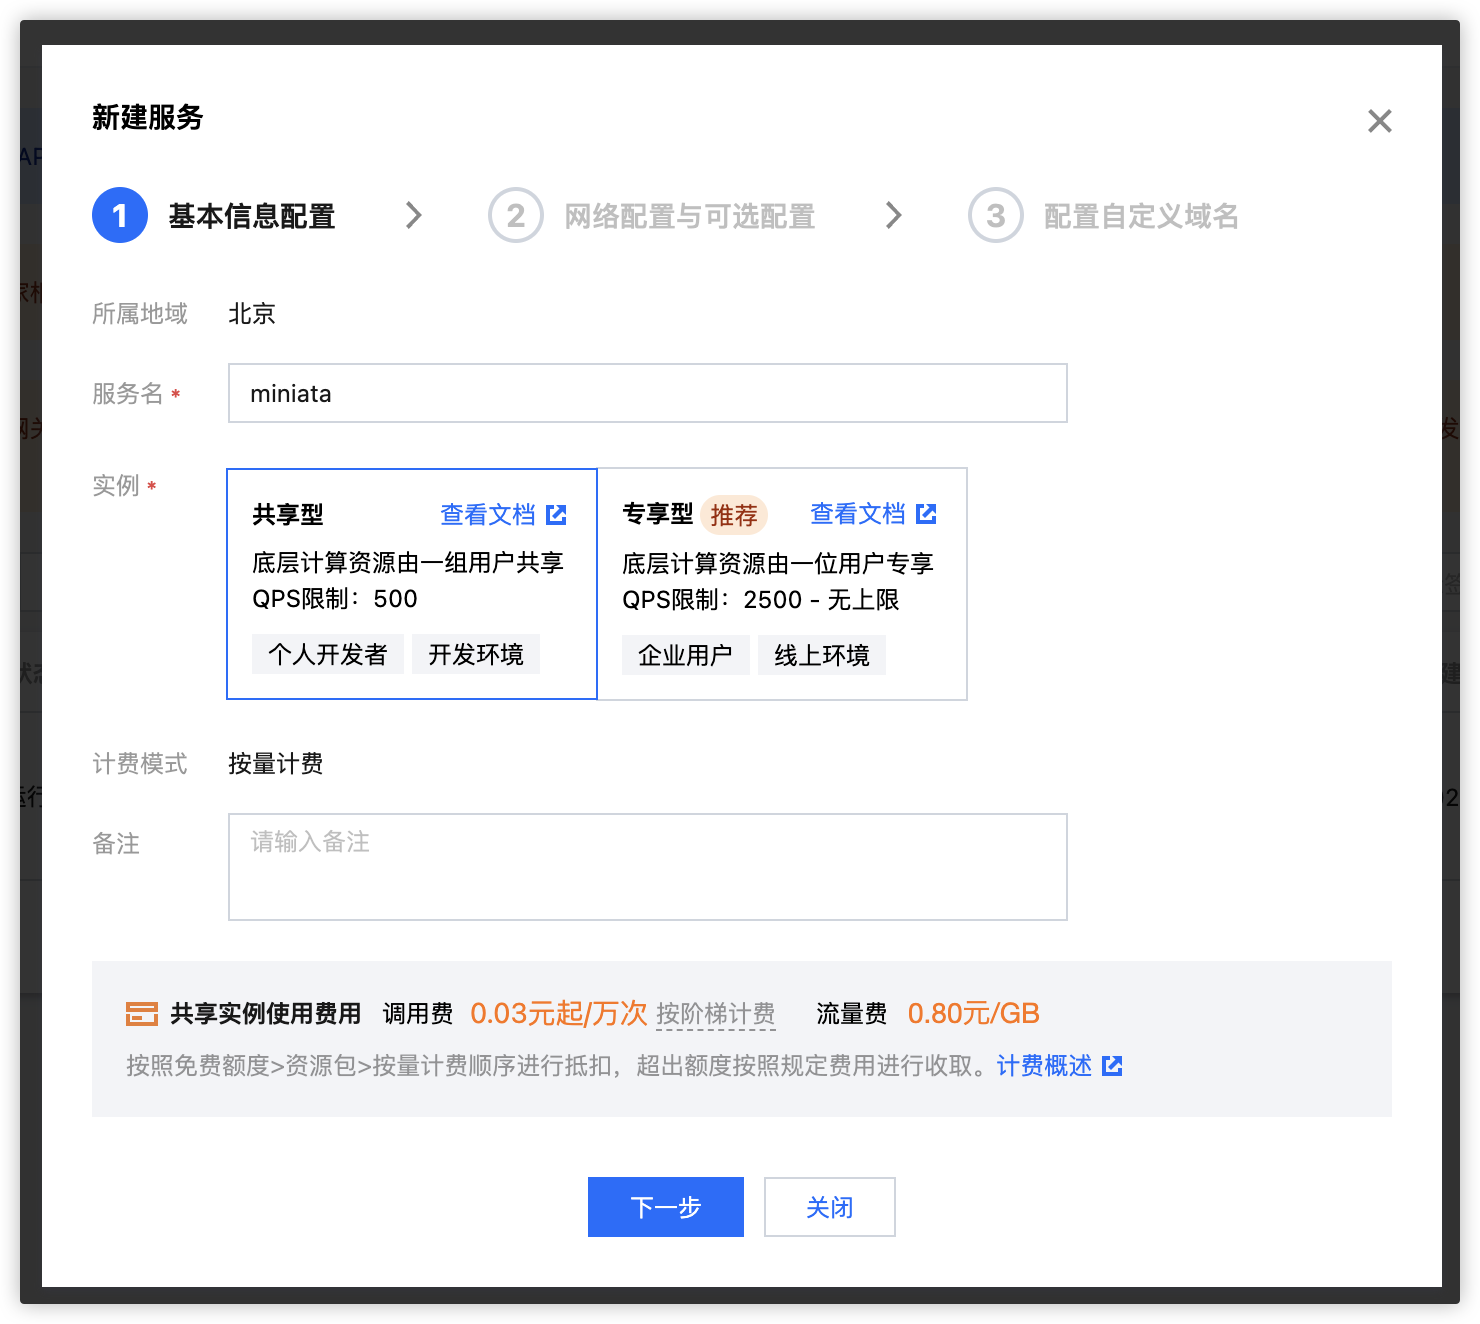 新建服务
1 基本信息配置 2 网络配置与可选配置 3 配置自定义域名
所属地域 北京
服务名 * miniata
实例 *
共享型 查看文档
底层计算资源由一组用户共享
QPS限制：500
个人开发者 开发环境
专享型 推荐 查看文档
底层计算资源由一位用户专享
QPS限制：2500 - 无上限
企业用户 线上环境
计费模式 按量计费
备注 请输入备注
共享实例使用费用 调用费 0.03元起/万次 按阶梯计费 流量费 0.80元/GB
按照免费额度>资源包>按量计费顺序进行抵扣，超出额度按照规定费用进行收取。计费概述
下一步 关闭